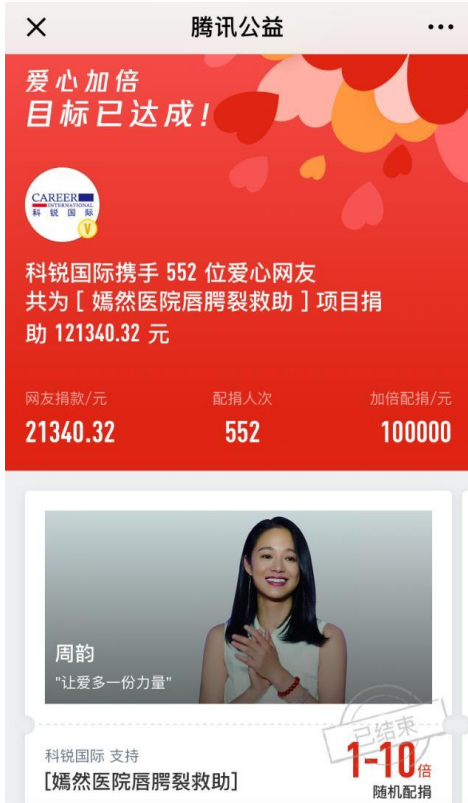 腾讯公益
爱心加倍
目标已达成!
CAREER
INTERNATIONAL
科锐国际
V
科锐国际携手 552 位爱心网友
共为 [ 嫣然医院唇腭裂救助 ] 项目捐
助 121340.32 元
网友捐款/元 配捐人次 加倍配捐/元
21340.32 552 100000
周韵
"让爱多一份力量"
已结束
科锐国际 支持
[嫣然医院唇腭裂救助]
1-10倍
随机配捐